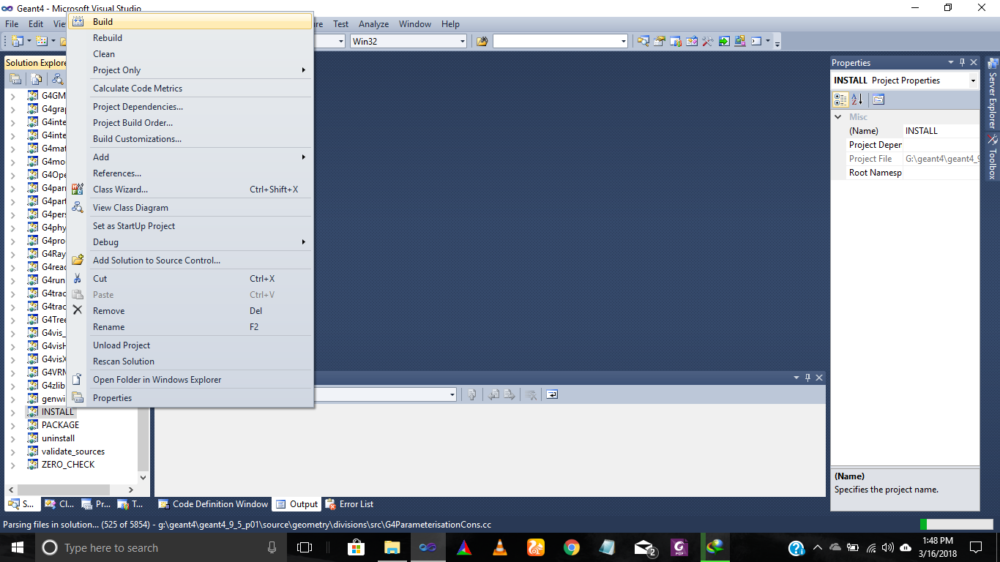 Geant4 - Microsoft Visual Studio
File Edit Test Analyze Window Help
Win32
Build
Rebuild
Clean
Project Only
Calculate Code Metrics
Project Dependencies...
Project Build Order...
Build Customizations...
Add
References...
Class Wizard... Ctrl+Shift+X
View Class Diagram
Set as StartUp Project
Debug
Add Solution to Source Control...
Cut Ctrl+X
Paste Ctrl+V
Remove Del
Rename F2
Unload Project
Rescan Solution
Open Folder in Windows Explorer
Properties
Solution Explore
G4GM
G4gra
G4inte
G4inte
G4mat
G4mo
G4Ope
G4parr
G4part
G4pers
G4phy
G4pro
G4Ray
G4reac
G4run
G4trac
G4trac
G4Tree
G4vis_
G4visH
G4visX
G4VRM
G4zlib
genwi
INSTALL
PACKAGE
uninstall
validate_sources
ZERO_CHECK
S... Cl... Pr... T...
Code Definition Window Output Error List
Properties
INSTALL Project Properties
Misc
(Name) INSTALL
Project Deper
Project File G:\geant4\geant4_9
Root Namesp
(Name)
Specifies the project name.
Server Explorer
Toolbox
Parsing files in solution... (525 of 5854) - g:\geant4\geant4_9_5_p01\source\geometry\divisions\src\G4ParameterisationCons.cc
Type here to search
2
PDF
1:48 PM
3/16/2018